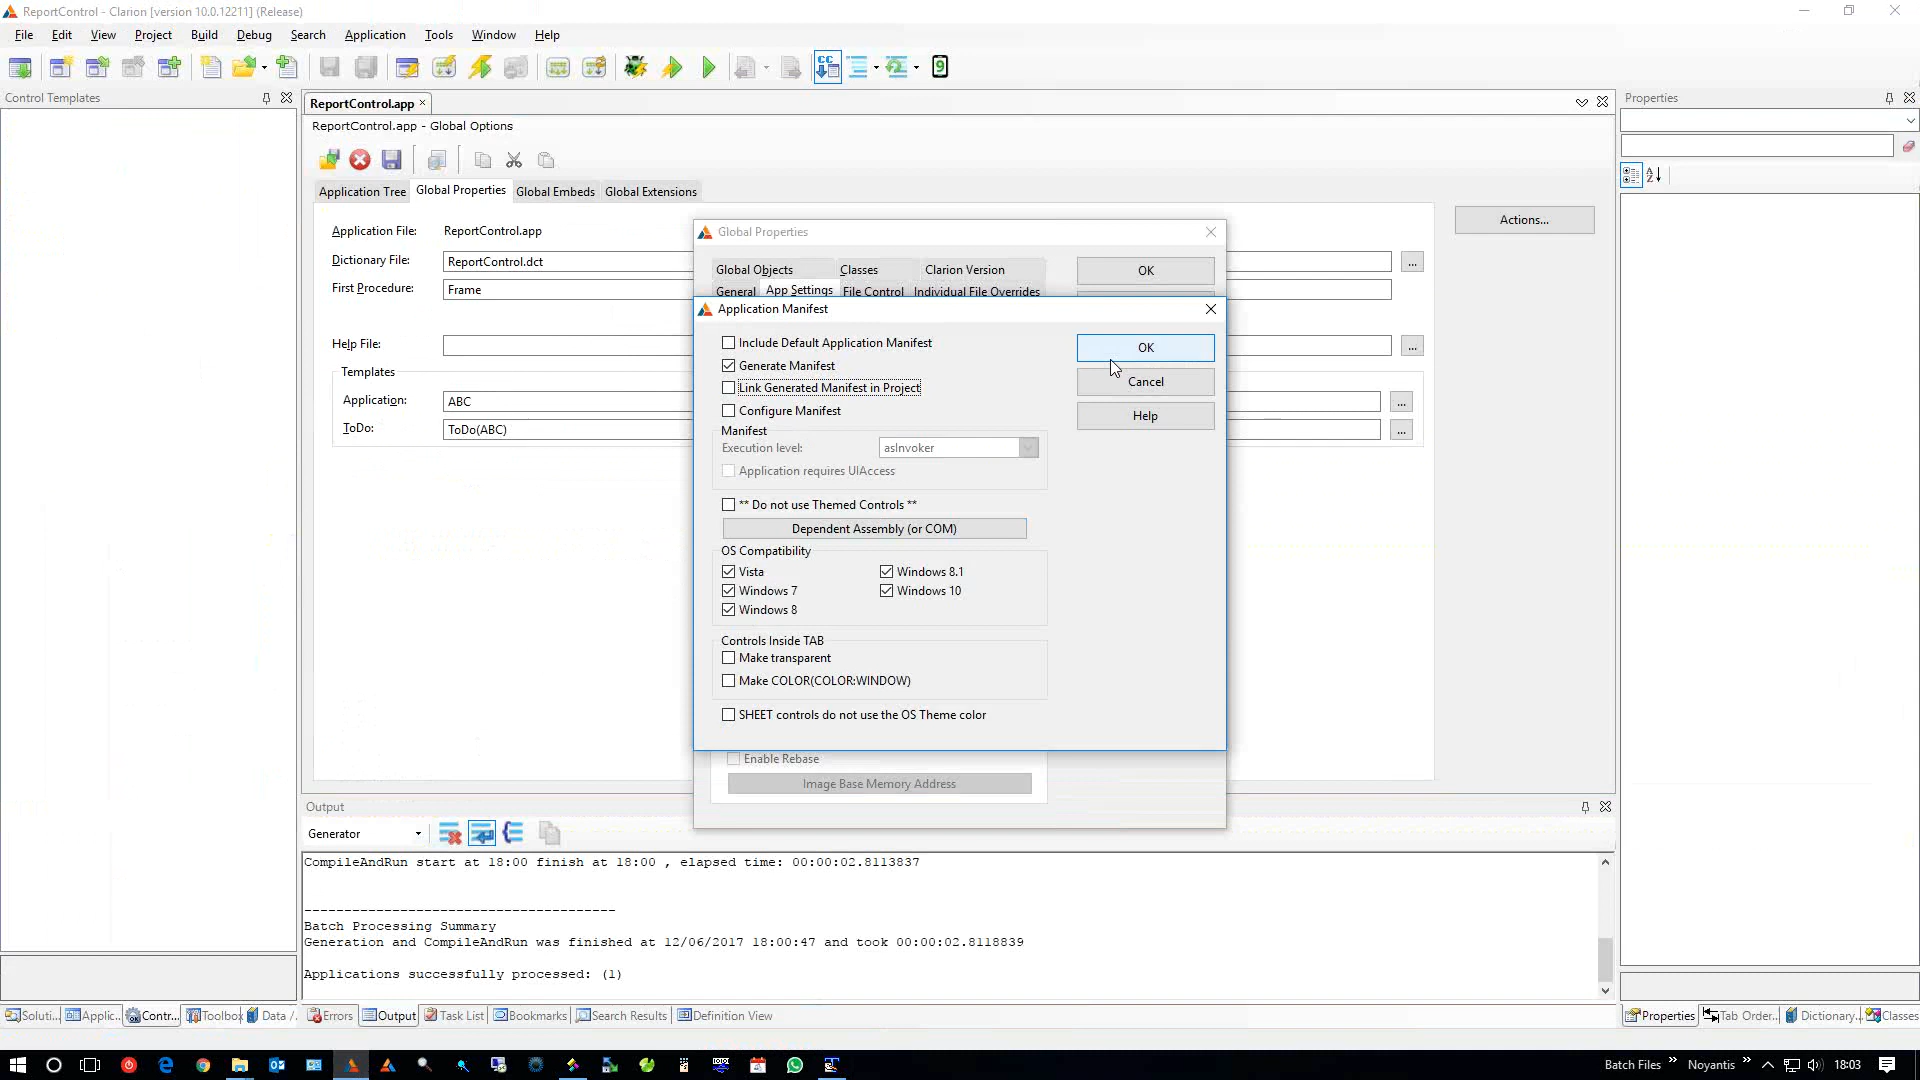 ReportControl - Clarion [version 10.0.12211] (Release)
File Edit View Project Build Debug Search Application Tools Window Help
Control Templates
ReportControl.app
Properties
ReportControl.app - Global Options
Application Tree Global Properties Global Embeds Global Extensions
Application File: ReportControl.app
Actions...
Dictionary File: ReportControl.dct
...
First Procedure: Frame
Help File:
...
Templates
Application: ABC
...
ToDo: ToDo(ABC)
...
Global Properties
Global Objects Classes Clarion Version
OK
General App Settings File Control Individual File Overrides
Application Manifest
Include Default Application Manifest
OK
Generate Manifest
Link Generated Manifest in Project
Cancel
Configure Manifest
Help
Manifest
Execution level: asInvoker
Application requires UIAccess
** Do not use Themed Controls **
Dependent Assembly (or COM)
OS Compatibility
Vista Windows 8.1
Windows 7 Windows 10
Windows 8
Controls Inside TAB
Make transparent
Make COLOR(COLOR:WINDOW)
SHEET controls do not use the OS Theme color
Enable Rebase
Image Base Memory Address
Output
Generator
CompileAndRun start at 18:00 finish at 18:00 , elapsed time: 00:00:02.8113837
---------------------------------------
Batch Processing Summary
Generation and CompileAndRun was finished at 12/06/2017 18:00:47 and took 00:00:02.8118839
Applications successfully processed: (1)
Soluti... Applic... Contr... Toolbox Data /. Errors Output Task List Bookmarks Search Results Definition View Properties Tab Order... Dictionary... Classes
Batch Files Noyantis 18:03